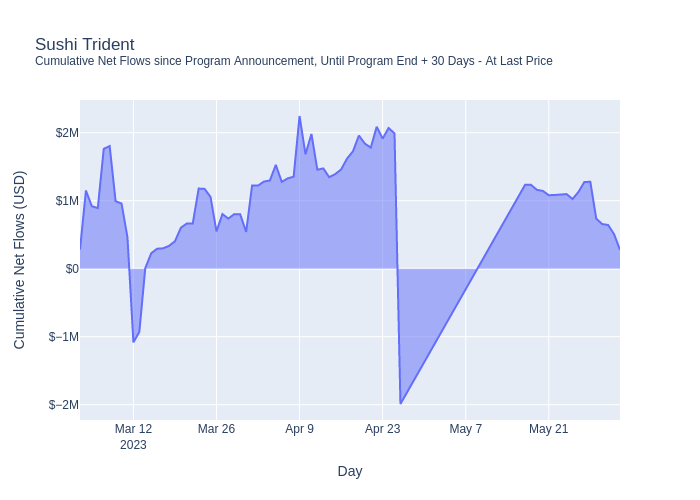 Sushi Trident
Cumulative Net Flows since Program Announcement, Until Program End + 30 Days - At Last Price
Cumulative Net Flows (USD)
$2M
$1M
$0
$−1M
$−2M
Mar 12
2023
Mar 26
Apr 9
Apr 23
May 7
May 21
Day